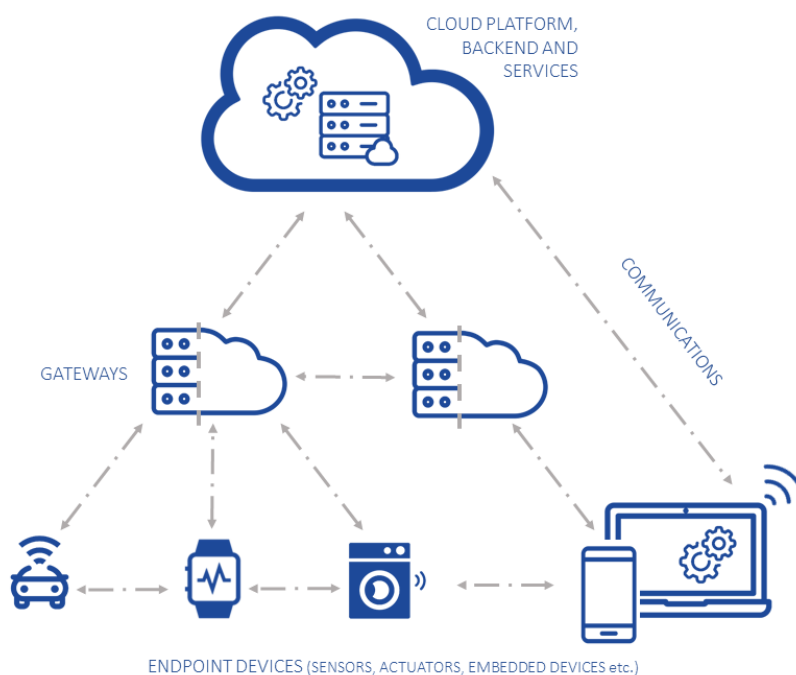 CLOUD PLATFORM,
BACKEND AND
SERVICES
COMMUNICATIONS
GATEWAYS
ENDPOINT DEVICES (SENSORS, ACTUATORS, EMBEDDED DEVICES etc.)